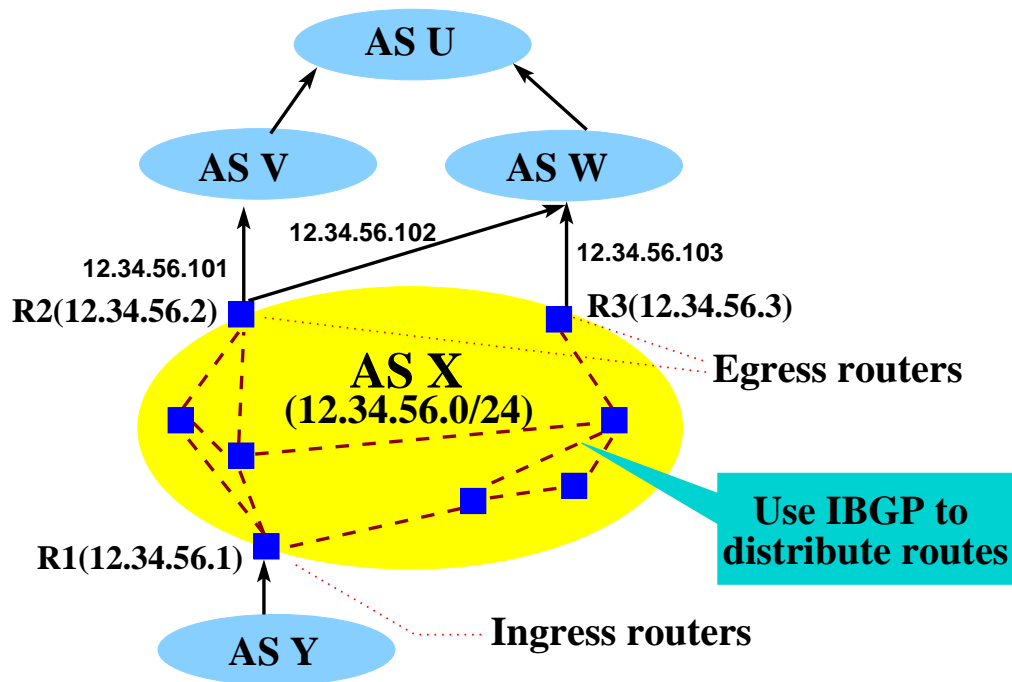 AS U
AS V
AS W
12.34.56.102
12.34.56.101
12.34.56.103
R2(12.34.56.2)
R3(12.34.56.3)
AS X
(12.34.56.0/24)
Egress routers
Use IBGP to
distribute routes
R1(12.34.56.1)
Ingress routers
AS Y